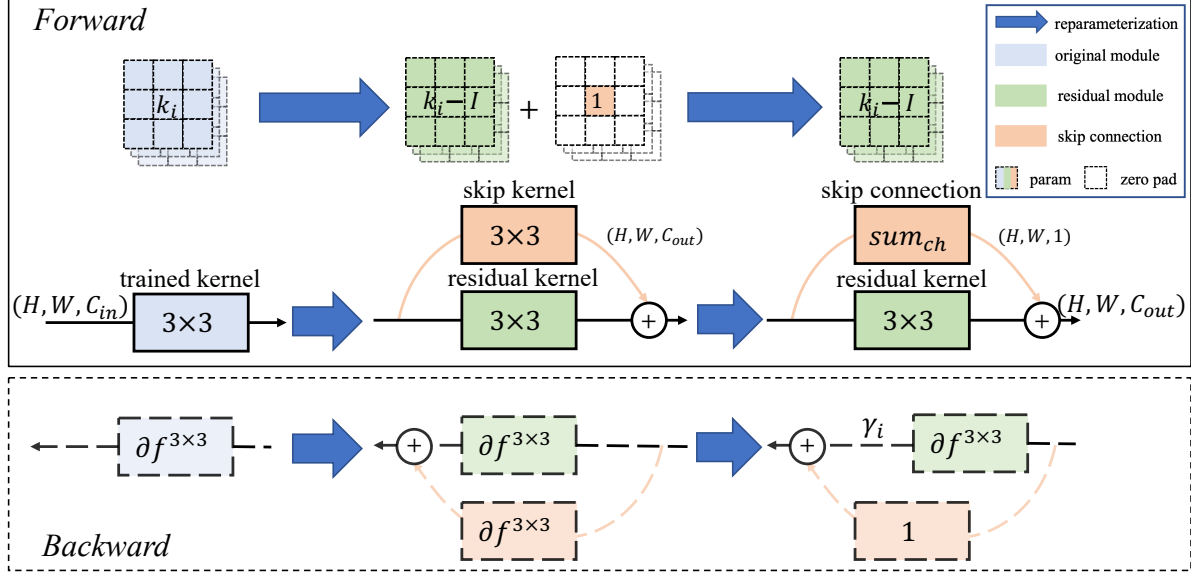 Forward
reparameterization
original module
residual module
skip connection
param
zero pad
k_i
k_i − I
+
1
k_i − I
skip kernel
skip connection
3×3
(H, W, C_out)
sum_ch
(H, W, 1)
trained kernel
residual kernel
residual kernel
(H, W, C_in)
3×3
3×3
+
3×3
+
(H, W, C_out)
∂f^{3×3}
+
∂f^{3×3}
+
γ_i
∂f^{3×3}
∂f^{3×3}
1
Backward